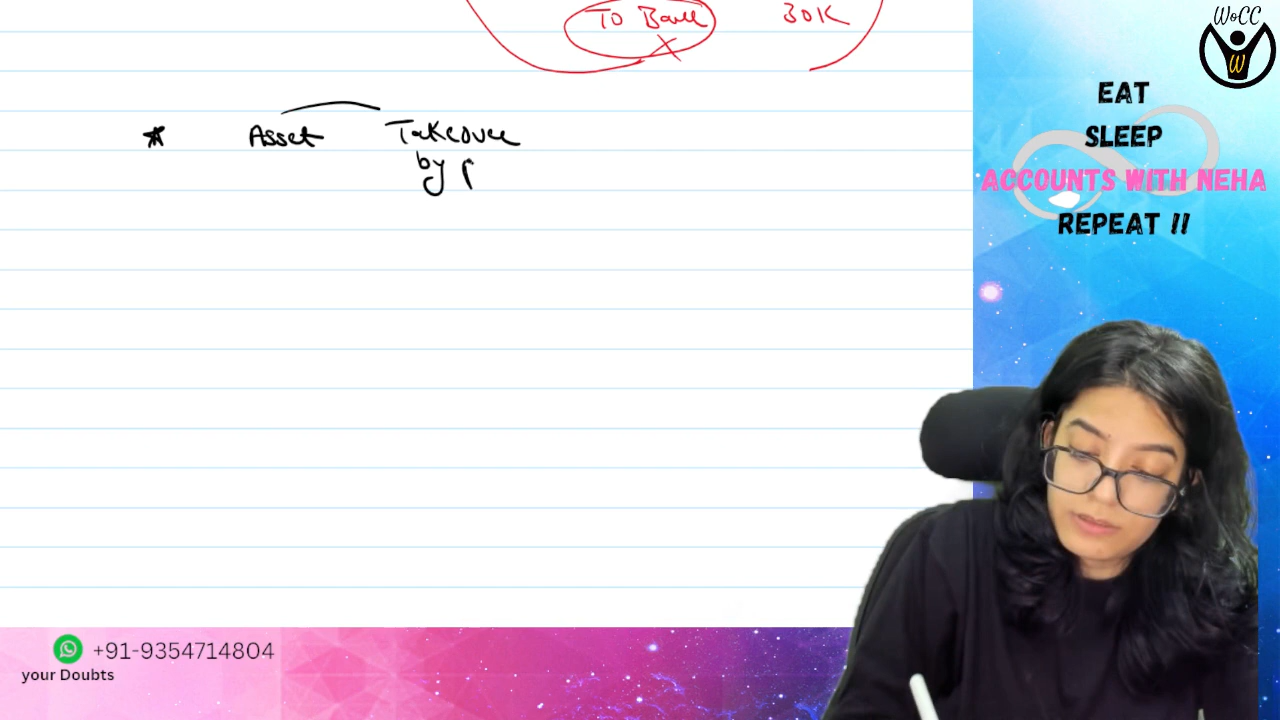 To Bank 30K
* Asset Takeover
by
WoCC
W
EAT
SLEEP
ACCOUNTS WITH NEHA
REPEAT !!
+91-9354714804
your Doubts